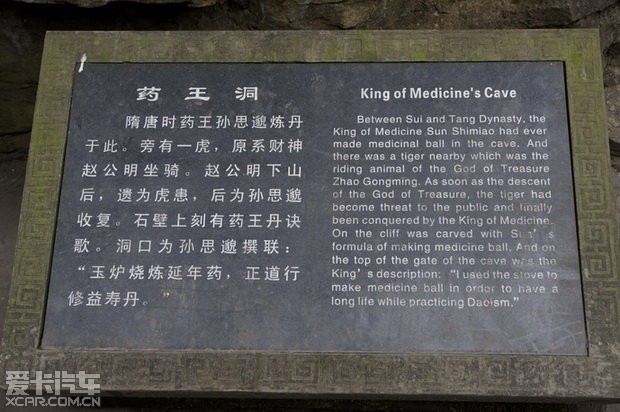 药王洞
隋唐时药王孙思邈炼丹
于此。旁有一虎，原系财神
赵公明坐骑。赵公明下山
后，遗为虎患，后为孙思邈
收复。石壁上刻有药王丹诀
歌。洞口为孙思邈撰联：
“玉炉烧炼延年药，正道行
修益寿丹。”
King of Medicine's Cave
Between Sui and Tang Dynasty, the
King of Medicine Sun Shimiao had ever
made medicinal ball in the cave. And
there was a tiger nearby which was the
riding animal of the God of Treasure
Zhao Gongming. As soon as the descent
of the God of Treasure, the tiger had
become threat to the public and finally
been conquered by the King of Medicine.
On the cliff was carved with Sun's
formula of making medicine ball. And on
the top of the gate of the cave was the
King's description: "I used the stove to
make medicine ball in order to have a
long life while practicing Daoism."
爱卡汽车
XCAR.COM.CN